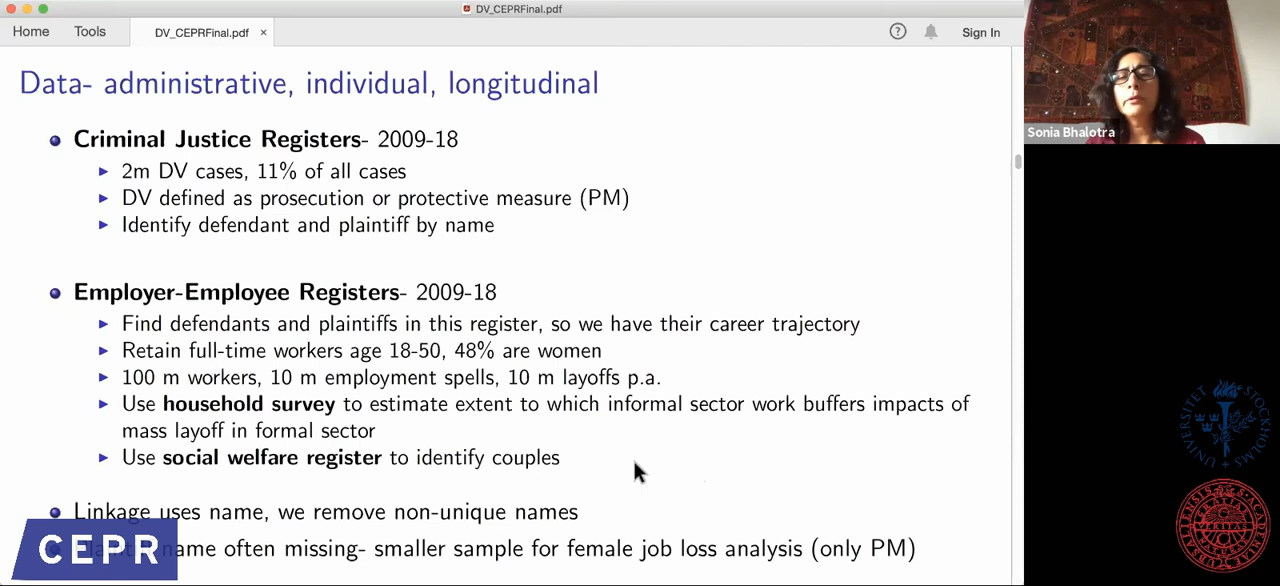 DV_CEPRFinal.pdf
Home
Tools
DV_CEPRFinal.pdf ×
? Sign In
Data- administrative, individual, longitudinal
Criminal Justice Registers- 2009-18
2m DV cases, 11% of all cases
DV defined as prosecution or protective measure (PM)
Identify defendant and plaintiff by name
Employer-Employee Registers- 2009-18
Find defendants and plaintiffs in this register, so we have their career trajectory
Retain full-time workers age 18-50, 48% are women
100 m workers, 10 m employment spells, 10 m layoffs p.a.
Use household survey to estimate extent to which informal sector work buffers impacts of
mass layoff in formal sector
Use social welfare register to identify couples
Linkage uses name, we remove non-unique names
name often missing- smaller sample for female job loss analysis (only PM)
CEPR
Sonia Bhalotra
STOCKHOLMS
UNIVERSITET